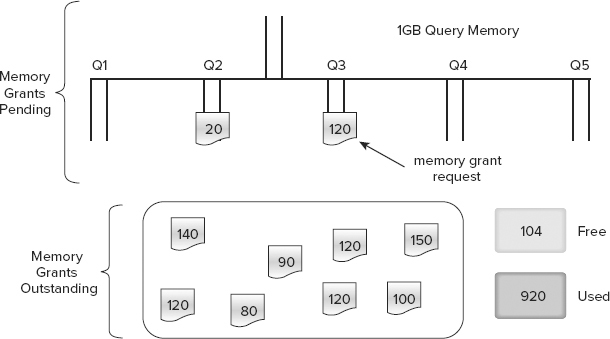 1GB Query Memory
Q1 Q2 Q3 Q4 Q5
Memory
Grants
Pending
20 120
memory grant
request
Memory
Grants
Outstanding
140 90 120 150
120 80 120 100
104 Free
920 Used